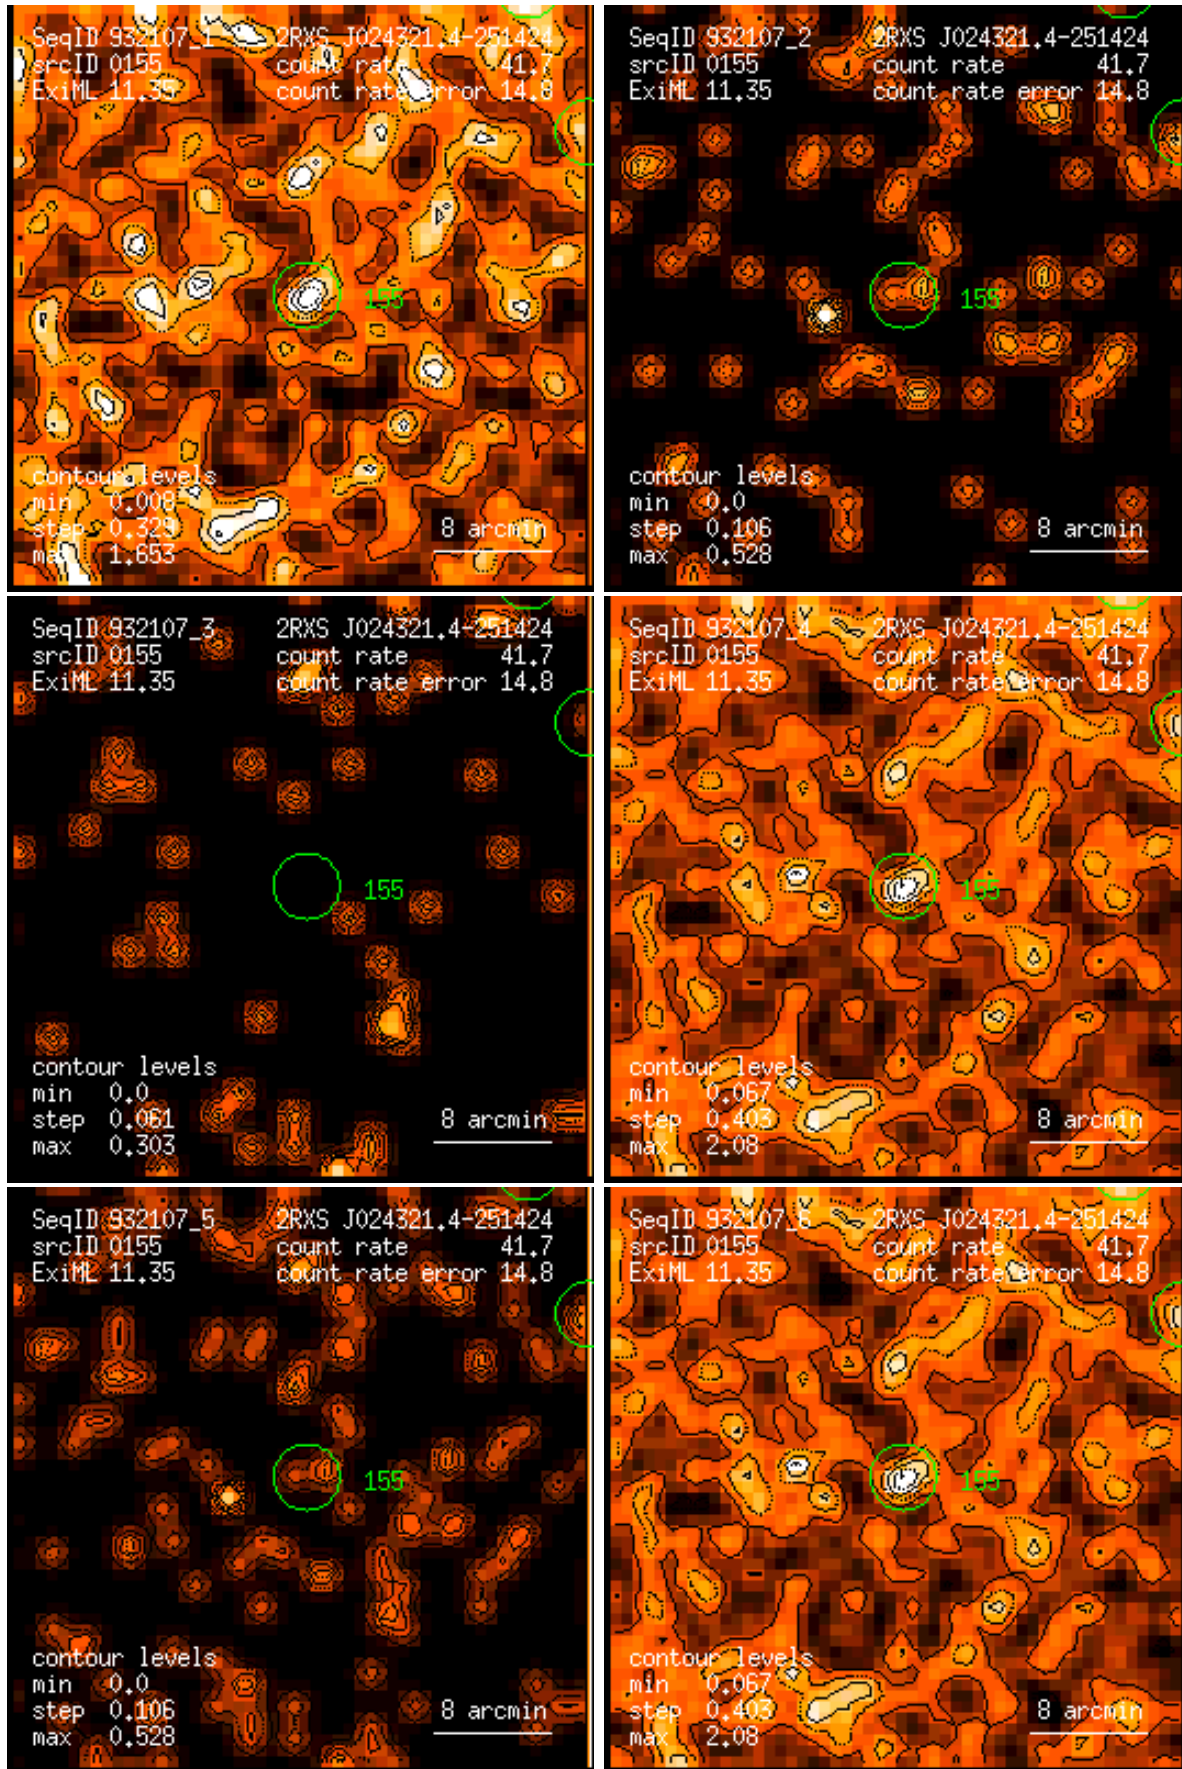 SeqID 932107_1 2RXS J024321.4-251424
srcID 0155 count rate 41.7
ExiML 11.35 count rate error 14.8
155
contour levels
min 0.008
step 0.329 8 arcmin
max 1.653
SeqID 932107_2 2RXS J024321.4-251424
srcID 0155 count rate 41.7
ExiML 11.35 count rate error 14.8
155
contour levels
min 0.0
step 0.106 8 arcmin
max 0.528
SeqID 932107_3 2RXS J024321.4-251424
srcID 0155 count rate 41.7
ExiML 11.35 count rate error 14.8
155
contour levels
min 0.0
step 0.061 8 arcmin
max 0.303
SeqID 932107_4 2RXS J024321.4-251424
srcID 0155 count rate 41.7
ExiML 11.35 count rate error 14.8
155
contour levels
min 0.067
step 0.403 8 arcmin
max 2.08
SeqID 932107_5 2RXS J024321.4-251424
srcID 0155 count rate 41.7
ExiML 11.35 count rate error 14.8
155
contour levels
min 0.0
step 0.106 8 arcmin
max 0.528
SeqID 932107_6 2RXS J024321.4-251424
srcID 0155 count rate 41.7
ExiML 11.35 count rate error 14.8
155
contour levels
min 0.067
step 0.403 8 arcmin
max 2.08